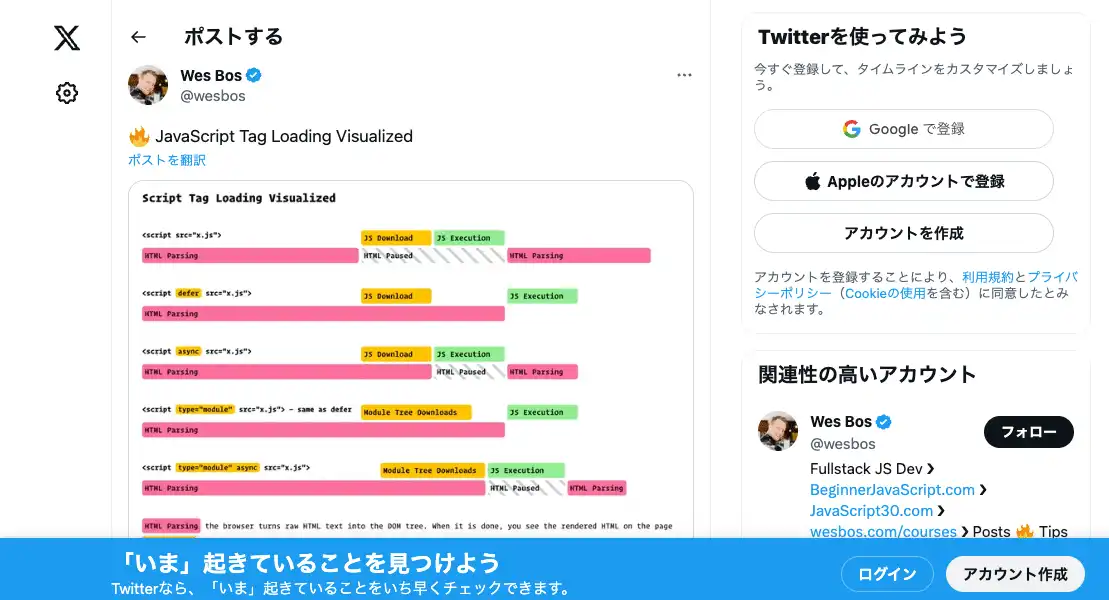 ポストする
Wes Bos
@wesbos
🔥 JavaScript Tag Loading Visualized
ポストを翻訳
Script Tag Loading Visualized
<script src="x.js">
JS Download
JS Execution
HTML Parsing
HTML Paused
HTML Parsing
<script defer src="x.js">
JS Download
JS Execution
HTML Parsing
<script async src="x.js">
JS Download
JS Execution
HTML Parsing
HTML Paused
HTML Parsing
<script type="module" src="x.js"> - same as defer
Module Tree Downloads
JS Execution
HTML Parsing
<script type="module" async src="x.js">
Module Tree Downloads
JS Execution
HTML Parsing
HTML Paused
HTML Parsing
HTML Parsing the browser turns raw HTML text into the DOM tree. When it is done, you see the rendered HTML on the page
Twitterを使ってみよう
今すぐ登録して、タイムラインをカスタマイズしましょ
う。
Google で登録
Appleのアカウントで登録
アカウントを作成
アカウントを登録することにより、利用規約とプライバ
シーポリシー（Cookieの使用を含む）に同意したとみ
なされます。
関連性の高いアカウント
Wes Bos
@wesbos
フォロー
Fullstack JS Dev ❯
BeginnerJavaScript.com ❯
JavaScript30.com ❯
wesbos.com/courses ❯ Posts 🔥 Tips
「いま」起きていることを見つけよう
Twitterなら、「いま」起きていることをいち早くチェックできます。
ログイン
アカウント作成